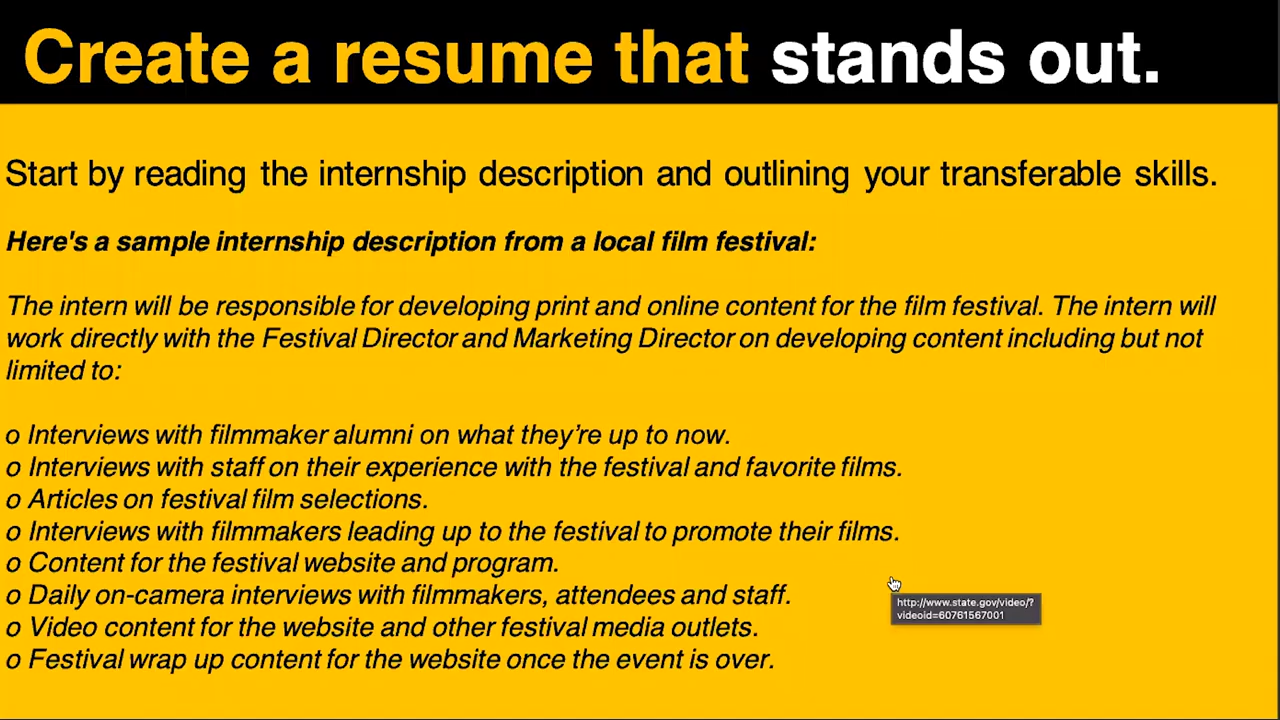 Create a resume that stands out.
Start by reading the internship description and outlining your transferable skills.
Here's a sample internship description from a local film festival:
The intern will be responsible for developing print and online content for the film festival. The intern will
work directly with the Festival Director and Marketing Director on developing content including but not
limited to:
o Interviews with filmmaker alumni on what they’re up to now.
o Interviews with staff on their experience with the festival and favorite films.
o Articles on festival film selections.
o Interviews with filmmakers leading up to the festival to promote their films.
o Content for the festival website and program.
o Daily on-camera interviews with filmmakers, attendees and staff.
http://www.state.gov/video/?
videoid=60761567001
o Video content for the website and other festival media outlets.
o Festival wrap up content for the website once the event is over.